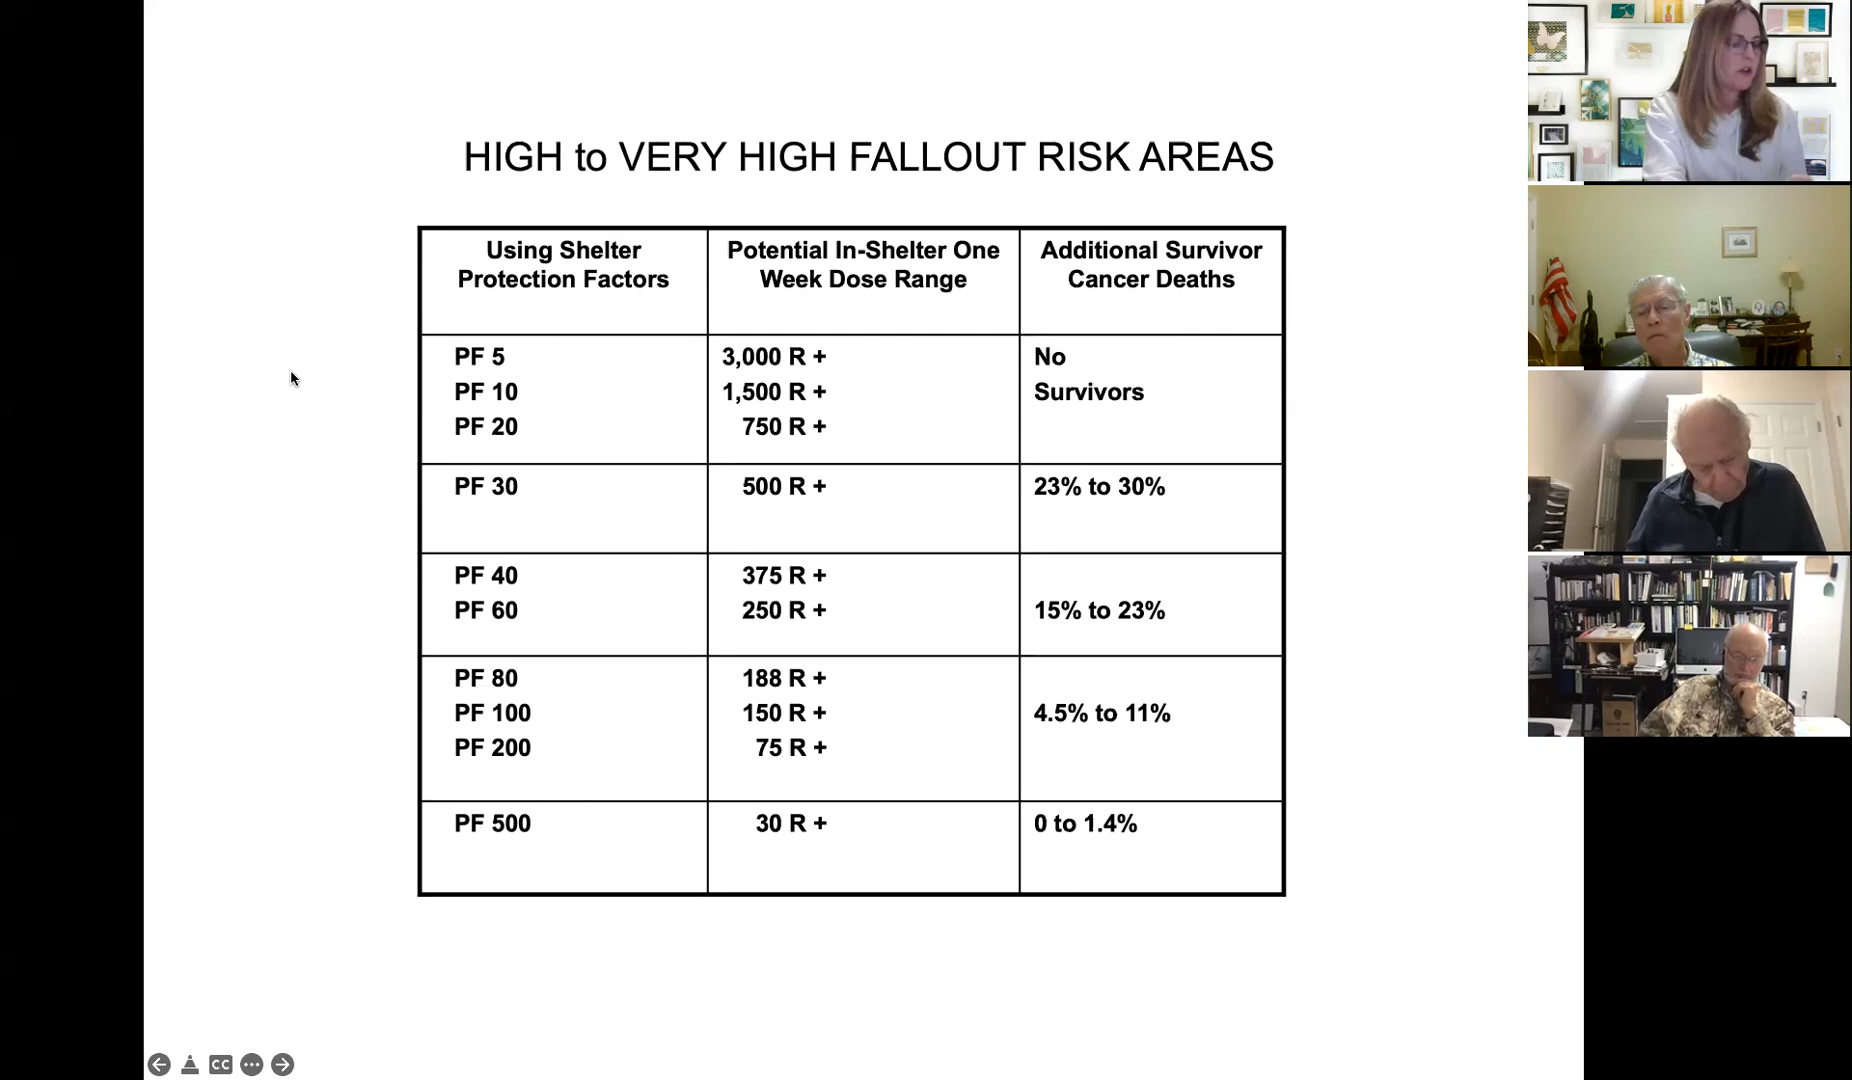 HIGH to VERY HIGH FALLOUT RISK AREAS
Using Shelter
Protection Factors
Potential In-Shelter One
Week Dose Range
Additional Survivor
Cancer Deaths
PF 5
3,000 R +
No
PF 10
1,500 R +
Survivors
PF 20
750 R +
PF 30
500 R +
23% to 30%
PF 40
375 R +
PF 60
250 R +
15% to 23%
PF 80
188 R +
PF 100
150 R +
4.5% to 11%
PF 200
75 R +
PF 500
30 R +
0 to 1.4%
CC